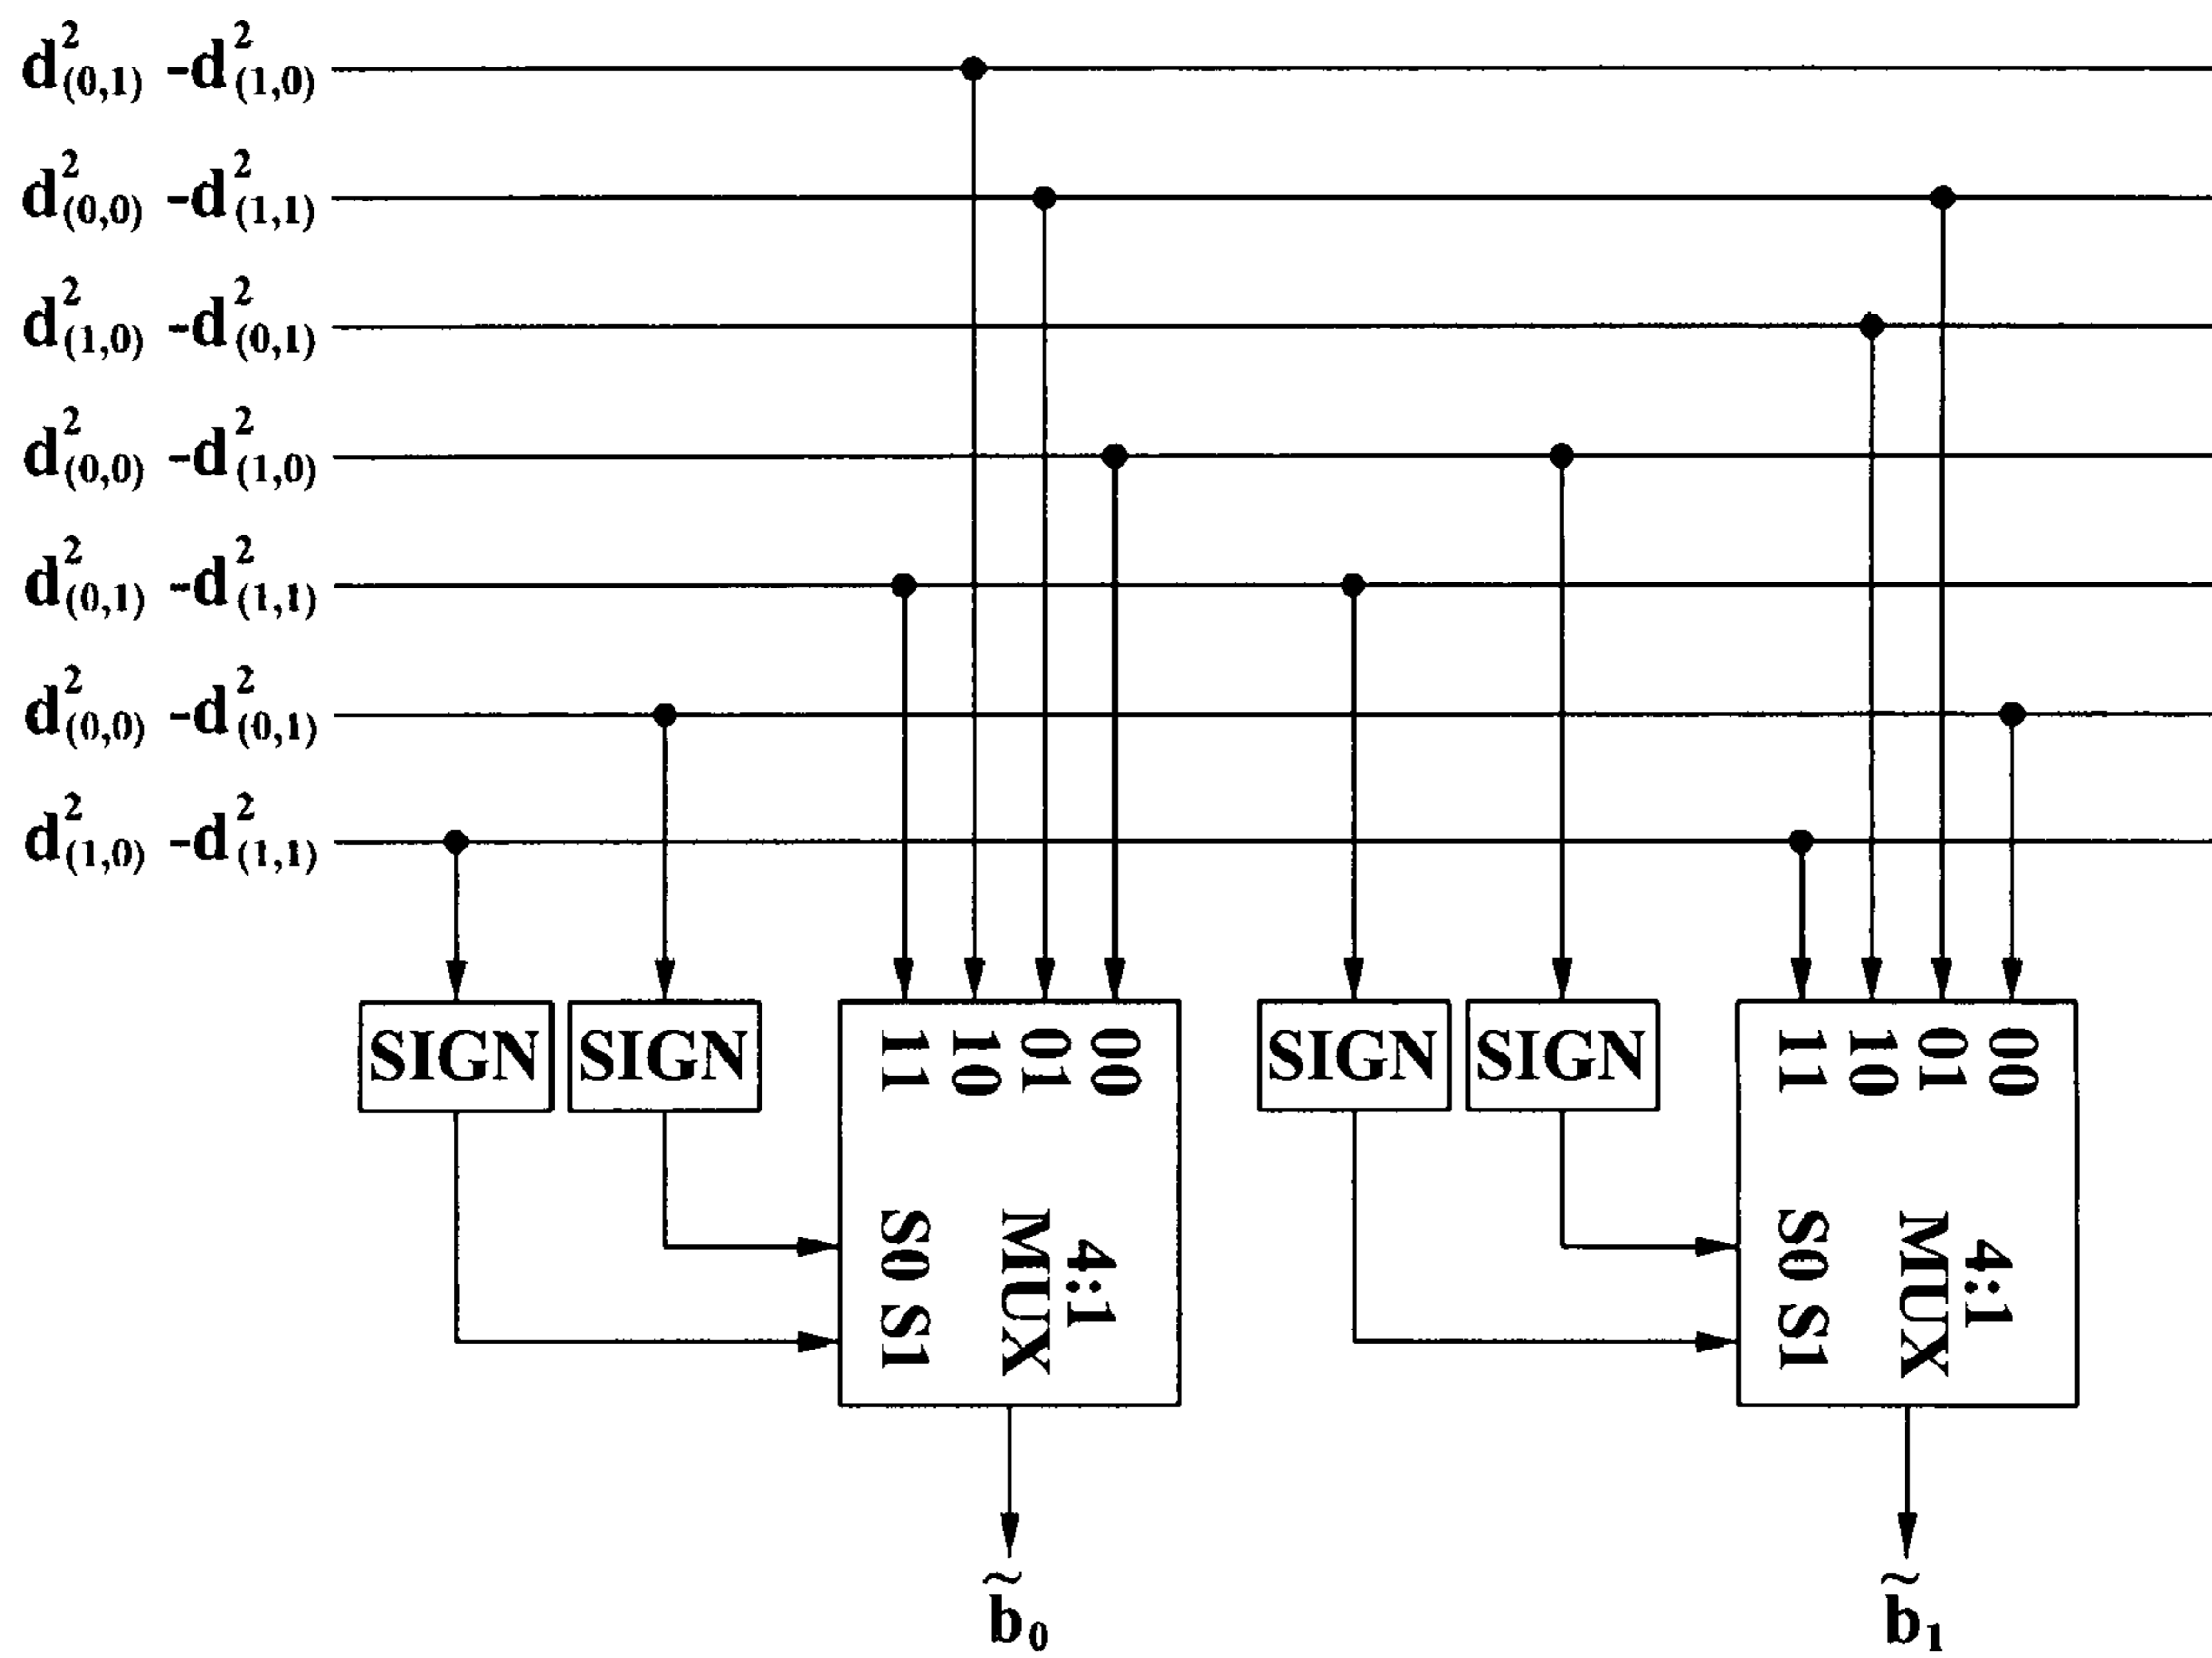 d²(0,1) -d²(1,0)
d²(0,0) -d²(1,1)
d²(1,0) -d²(0,1)
d²(0,0) -d²(1,0)
d²(0,1) -d²(1,1)
d²(0,0) -d²(0,1)
d²(1,0) -d²(1,1)
SIGN SIGN 11 10 01 00 SIGN SIGN 11 10 01 00
S0 S1 MUX 4:1 S0 S1 MUX 4:1
b̃₀ b̃₁